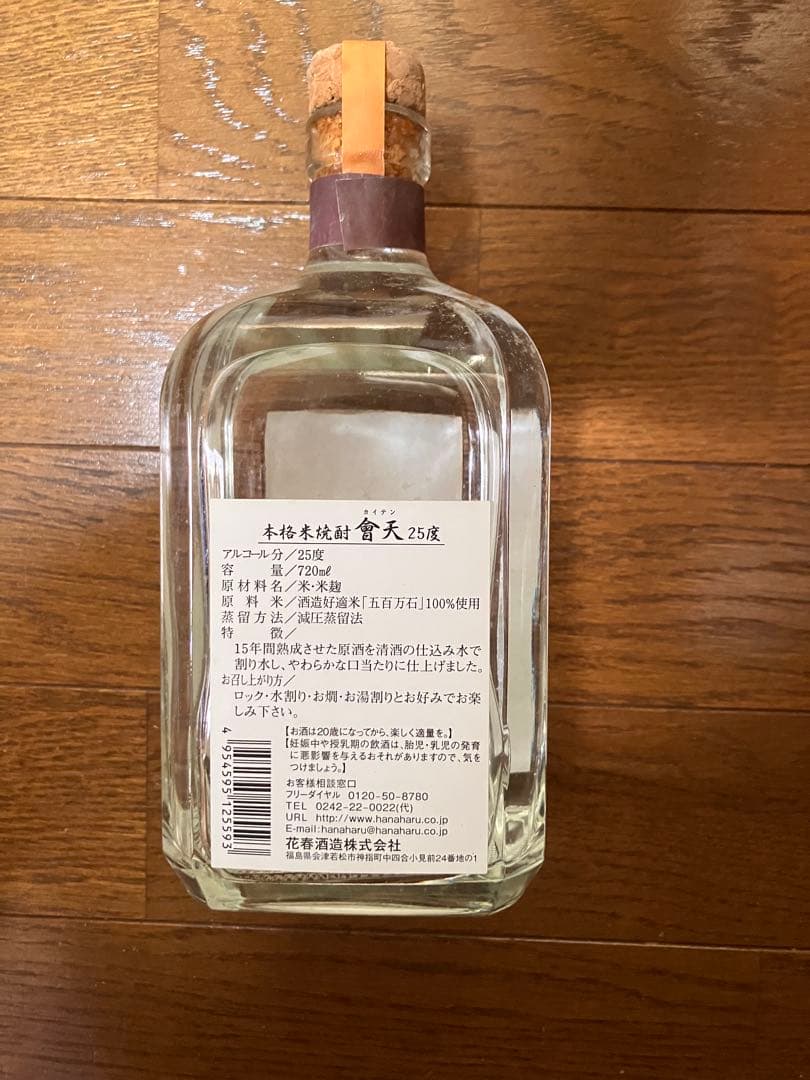 カイテン
本格米焼酎 會天 25度
アルコール分/25度
容量/720mℓ
原材料名/米・米麹
原料米/酒造好適米「五百万石」100%使用
蒸留方法/減圧蒸留法
特徴/
15年間熟成させた原酒を清酒の仕込み水で
割り水し、やわらかな口当たりに仕上げました。
お召し上がり方/
ロック・水割り・お燗・お湯割りとお好みでお楽
しみ下さい。
【お酒は20歳になってから、楽しく適量を。】
【妊娠中や授乳期の飲酒は、胎児・乳児の発育
に悪影響を与えるおそれがありますので、気を
つけましょう。】
お客様相談窓口
フリーダイヤル 0120-50-8780
TEL 0242-22-0022(代)
URL http://www.hanaharu.co.jp
E-mail:hanaharu@hanaharu.co.jp
花春酒造株式会社
福島県会津若松市神指町中四合小見前24番地の1
4954595125593